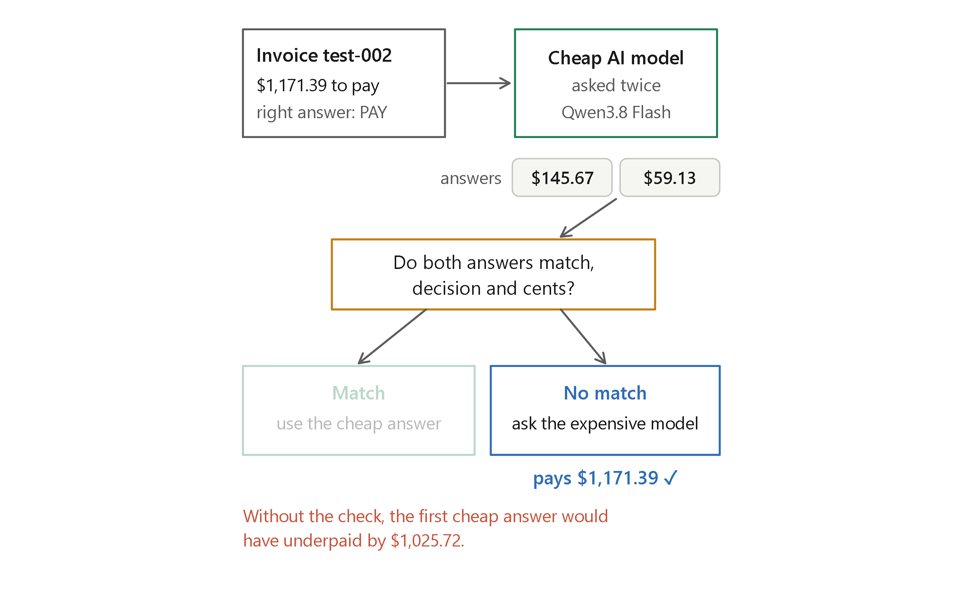 Invoice test-002
$1,171.39 to pay
right answer: PAY
Cheap AI model
asked twice
Qwen3.8 Flash
answers
$145.67
$59.13
Do both answers match,
decision and cents?
Match
use the cheap answer
No match
ask the expensive model
pays $1,171.39 ✓
Without the check, the first cheap answer would
have underpaid by $1,025.72.